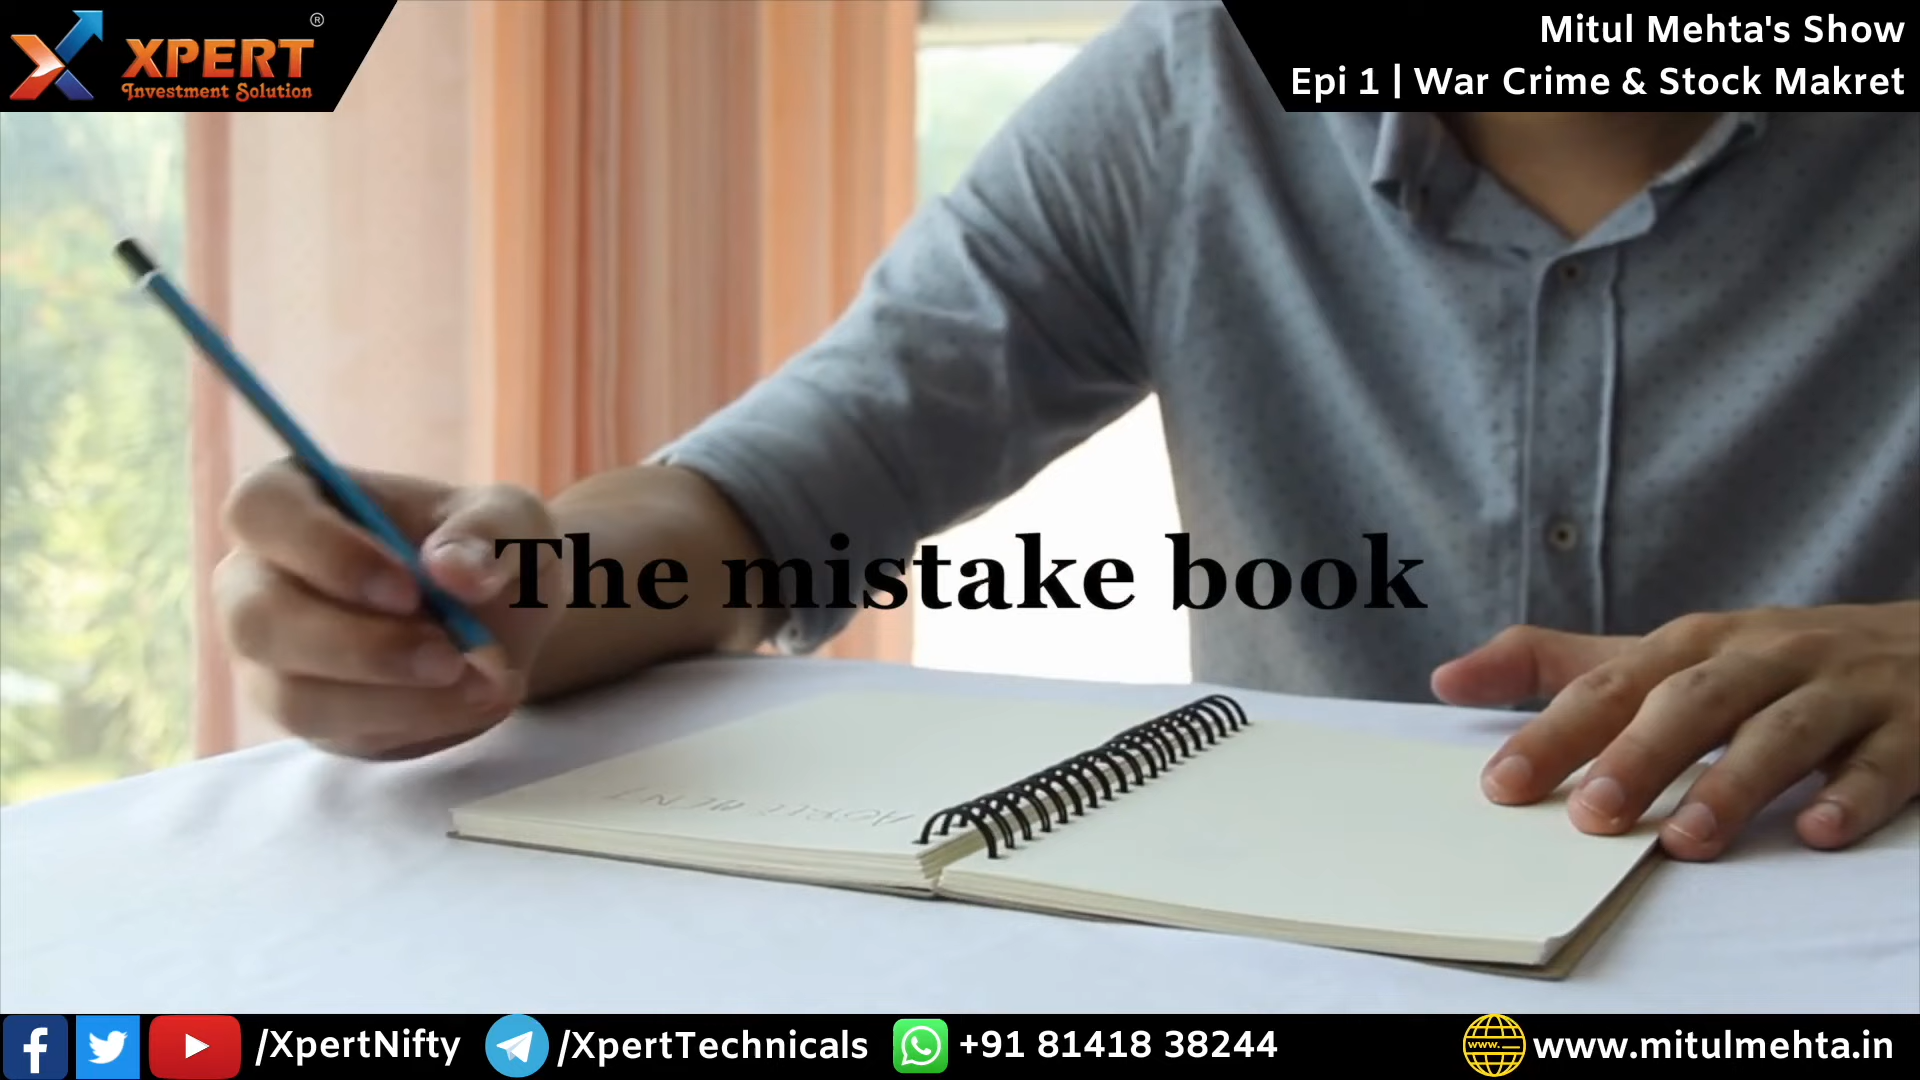 XPERT
®
Investment Solution
Mitul Mehta's Show
Epi 1 | War Crime & Stock Makret
The mistake book
/XpertNifty
/XpertTechnicals
+91 81418 38244
www.
www.mitulmehta.in